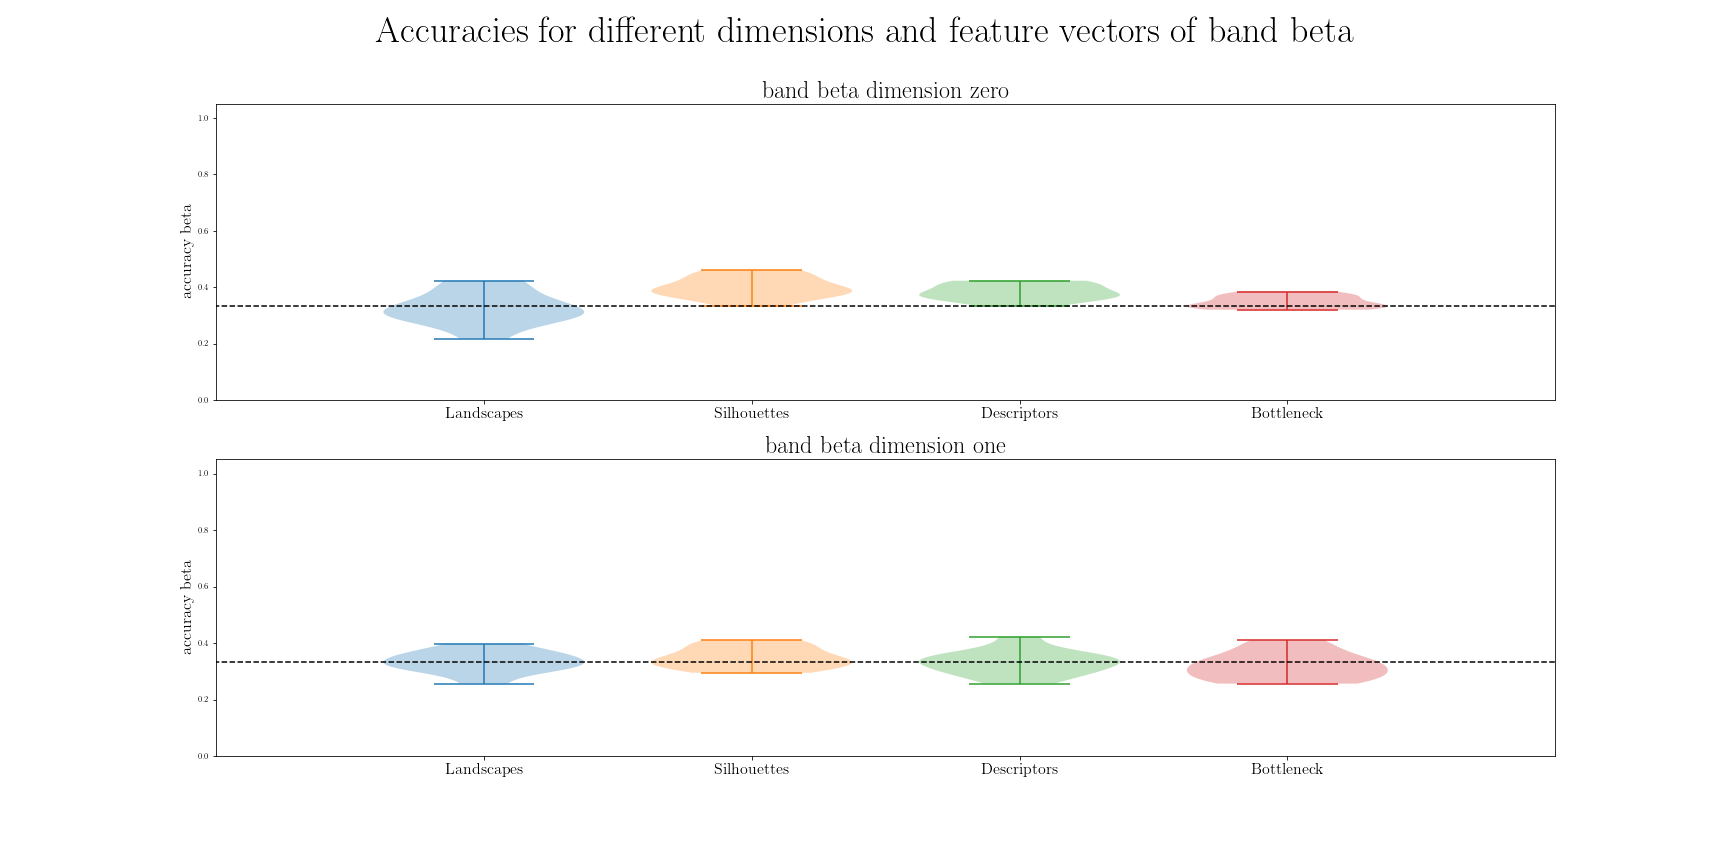 Accuracies for different dimensions and feature vectors of band beta
band beta dimension zero
1.0
0.8
0.6
0.4
0.2
0.0
accuracy beta
Landscapes Silhouettes Descriptors Bottleneck
band beta dimension one
1.0
0.8
0.6
0.4
0.2
0.0
accuracy beta
Landscapes Silhouettes Descriptors Bottleneck